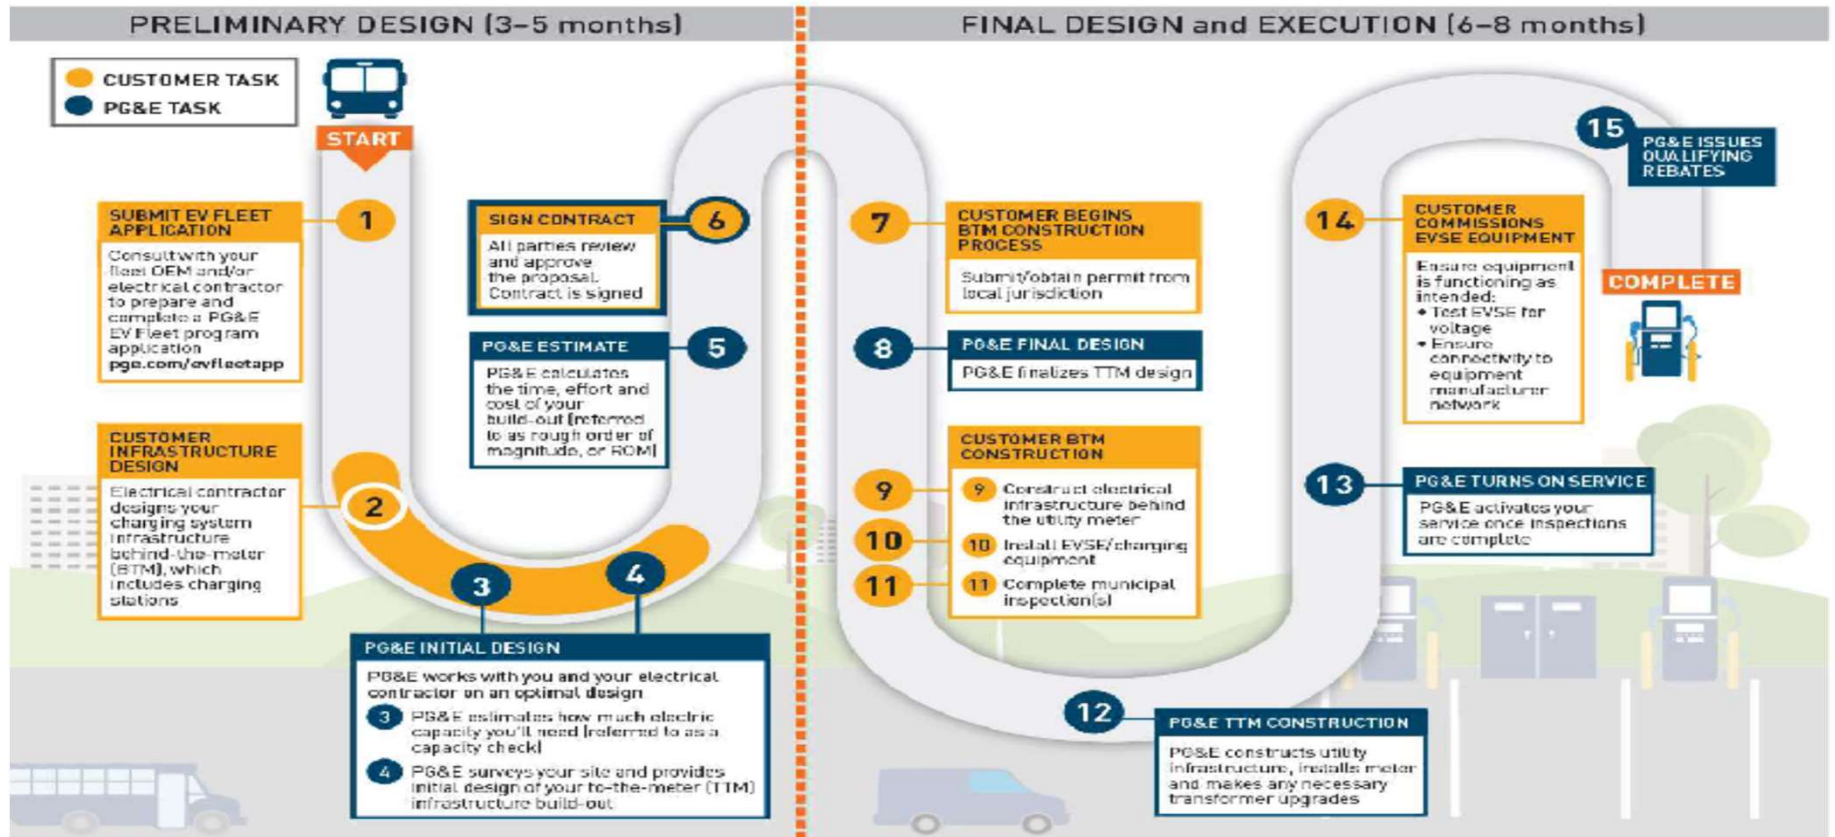 PRELIMINARY DESIGN (3–5 months)
FINAL DESIGN and EXECUTION (6–8 months)
CUSTOMER TASK
PG&E TASK
START
1
SUBMIT EV FLEET
APPLICATION
Consult with your
fleet OEM and/or
electrical contractor
to prepare and
complete a PG&E
EV Fleet program
application
pge.com/evfleetapp
2
CUSTOMER
INFRASTRUCTURE
DESIGN
Electrical contractor
designs your
charging system
infrastructure
behind-the-meter
(BTM), which
includes charging
stations
3
4
PG&E INITIAL DESIGN
PG&E works with you and your electrical
contractor on an optimal design
3 PG&E estimates how much electric
capacity you'll need (referred to as a
capacity check)
4 PG&E surveys your site and provides
initial design of your to-the-meter (TTM)
infrastructure build-out
5
PG&E ESTIMATE
PG&E calculates
the time, effort and
cost of your
build-out (referred
to as rough order of
magnitude, or ROM)
6
SIGN CONTRACT
All parties review
and approve
the proposal.
Contract is signed
7
CUSTOMER BEGINS
BTM CONSTRUCTION
PROCESS
Submit/obtain permit from
local jurisdiction
8
PG&E FINAL DESIGN
PG&E finalizes TTM design
9
10
11
CUSTOMER BTM
CONSTRUCTION
9 Construct electrical
infrastructure behind
the utility meter
10 Install EVSE/charging
equipment
11 Complete municipal
inspection(s)
12
PG&E TTM CONSTRUCTION
PG&E constructs utility
infrastructure, installs meter
and makes any necessary
transformer upgrades
13
PG&E TURNS ON SERVICE
PG&E activates your
service once inspections
are complete
14
CUSTOMER
COMMISSIONS
EVSE EQUIPMENT
Ensure equipment
is functioning as
intended:
• Test EVSE for
voltage
• Ensure
connectivity to
equipment
manufacturer
network
15
PG&E ISSUES
QUALIFYING
REBATES
COMPLETE